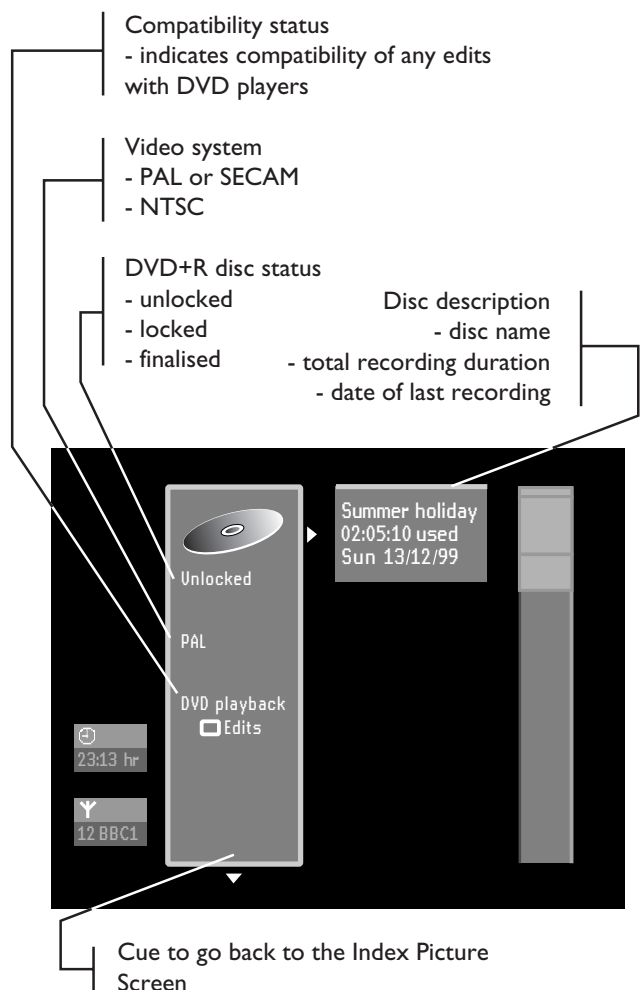 Compatibility status
- indicates compatibility of any edits
with DVD players
Video system
- PAL or SECAM
- NTSC
DVD+R disc status
- unlocked
- locked
- finalised
Disc description
- disc name
- total recording duration
- date of last recording
Summer holiday
02:05:10 used
Sun 13/12/99
Unlocked
PAL
DVD playback
Edits
23:13 hr
12 BBC1
Cue to go back to the Index Picture
Screen